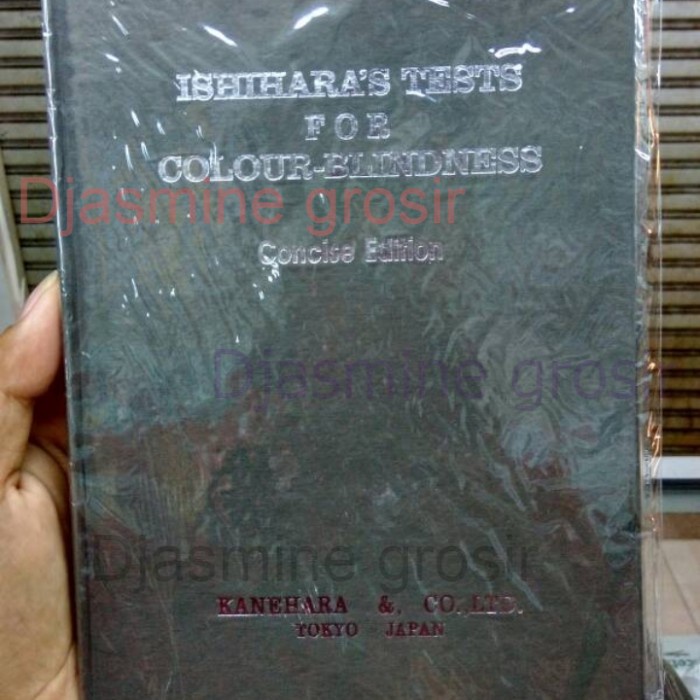 ISHIHARA'S TESTS
FOR
COLOUR-BLINDNESS
Djasmine grosir
Concise Edition
Djasmine grosir
Djasmine grosir
KANEHARA &. CO.,LTD.
TOKYO - JAPAN